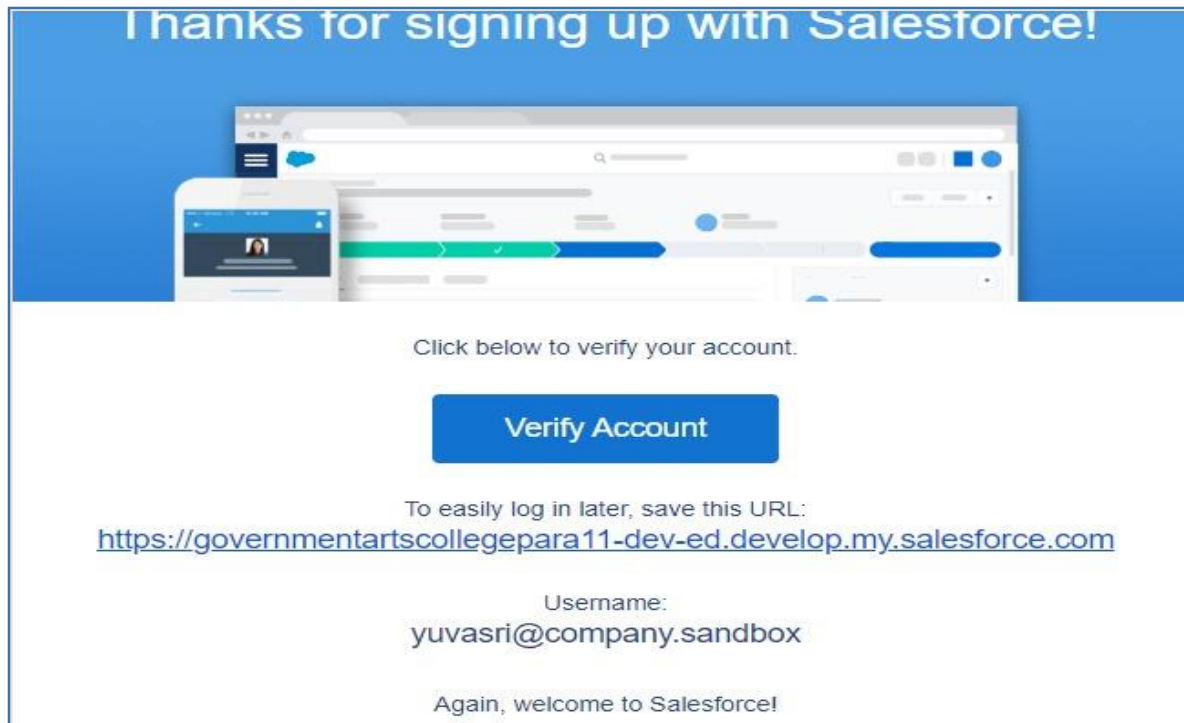 Thanks for signing up with Salesforce!
Click below to verify your account.
Verify Account
To easily log in later, save this URL:
https://governmentartscollegepara11-dev-ed.develop.my.salesforce.com
Username:
yuvasri@company.sandbox
Again, welcome to Salesforce!